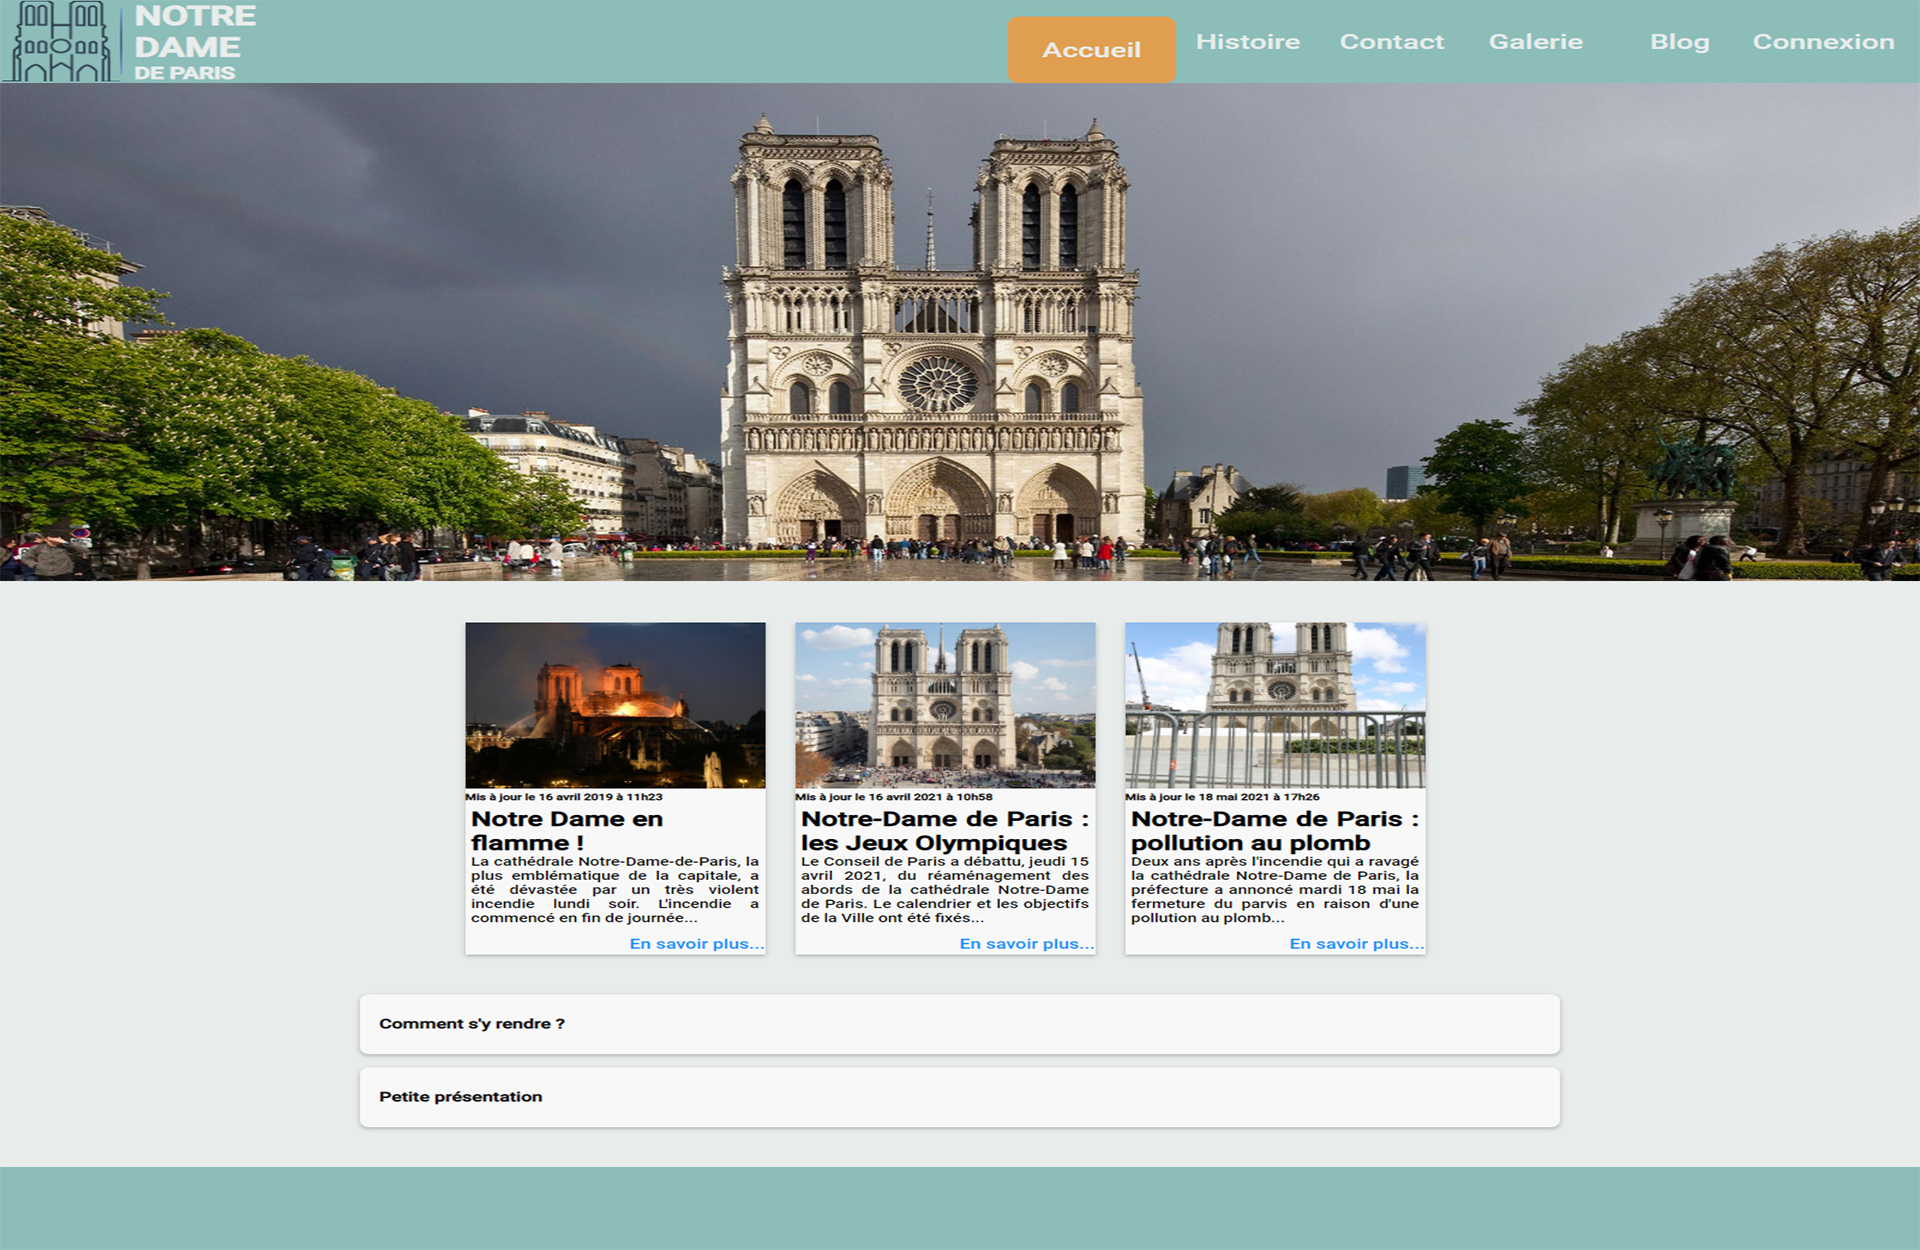 NOTRE
DAME
DE PARIS
Accueil
Histoire
Contact
Galerie
Blog
Connexion
Mis à jour le 16 avril 2019 à 11h23
Notre Dame en
flamme !
La cathédrale Notre-Dame-de-Paris, la
plus emblématique de la capitale, a
été dévastée par un très violent
incendie lundi soir. L'incendie a
commencé en fin de journée...
En savoir plus...
Mis à jour le 16 avril 2021 à 10h58
Notre-Dame de Paris :
les Jeux Olympiques
Le Conseil de Paris a débattu, jeudi 15
avril 2021, du réaménagement des
abords de la cathédrale Notre-Dame
de Paris. Le calendrier et les objectifs
de la Ville ont été fixés...
En savoir plus...
Mis à jour le 18 mai 2021 à 17h26
Notre-Dame de Paris :
pollution au plomb
Deux ans après l'incendie qui a ravagé
la cathédrale Notre-Dame de Paris, la
préfecture a annoncé mardi 18 mai la
fermeture du parvis en raison d'une
pollution au plomb...
En savoir plus...
Comment s'y rendre ?
Petite présentation